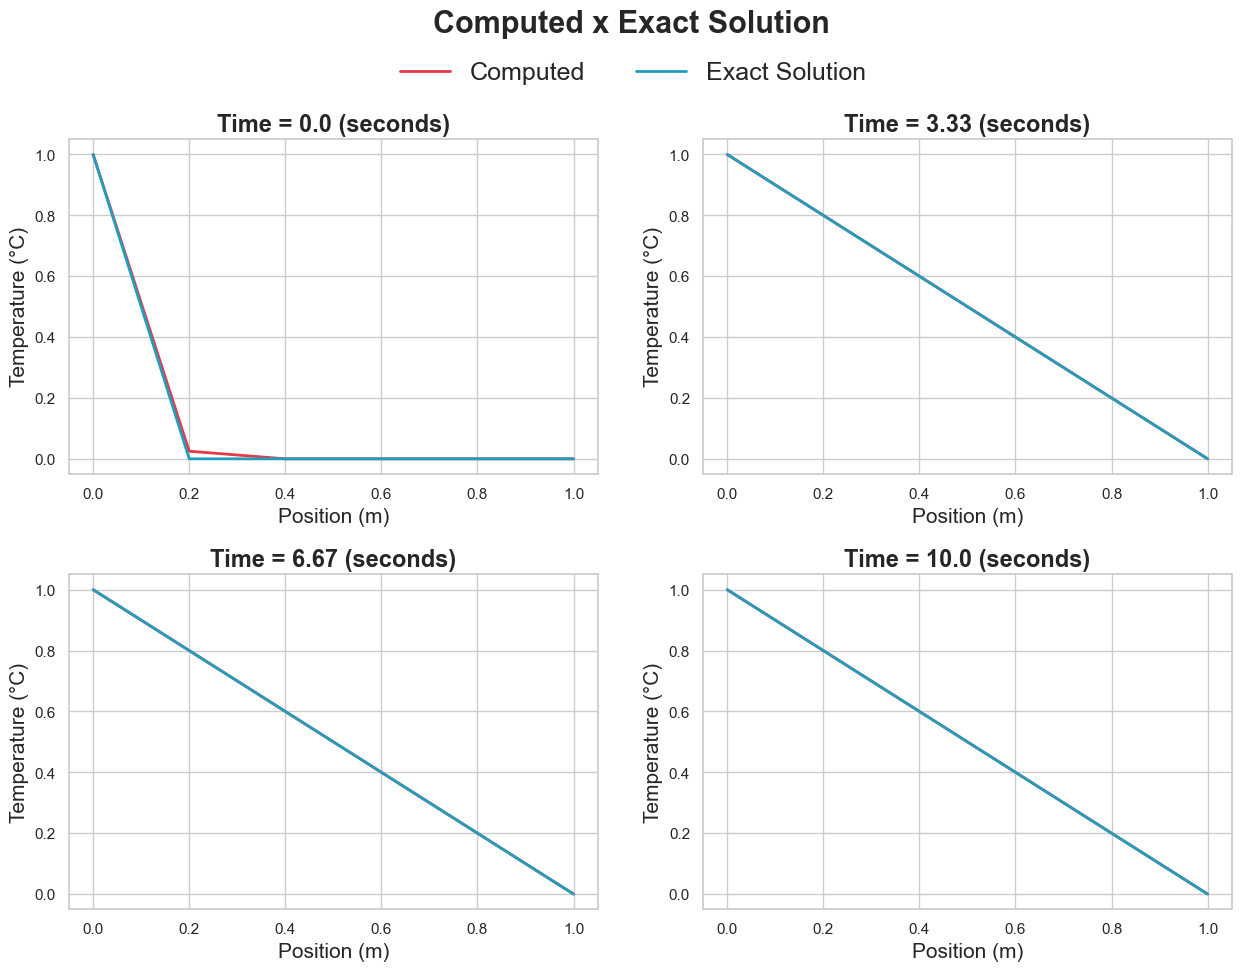 Computed x Exact Solution
Computed Exact Solution
Time = 0.0 (seconds)
1.0
0.8
0.6
0.4
0.2
0.0
Temperature (°C)
0.0 0.2 0.4 0.6 0.8 1.0
Position (m)
Time = 3.33 (seconds)
1.0
0.8
0.6
0.4
0.2
0.0
Temperature (°C)
0.0 0.2 0.4 0.6 0.8 1.0
Position (m)
Time = 6.67 (seconds)
1.0
0.8
0.6
0.4
0.2
0.0
Temperature (°C)
0.0 0.2 0.4 0.6 0.8 1.0
Position (m)
Time = 10.0 (seconds)
1.0
0.8
0.6
0.4
0.2
0.0
Temperature (°C)
0.0 0.2 0.4 0.6 0.8 1.0
Position (m)